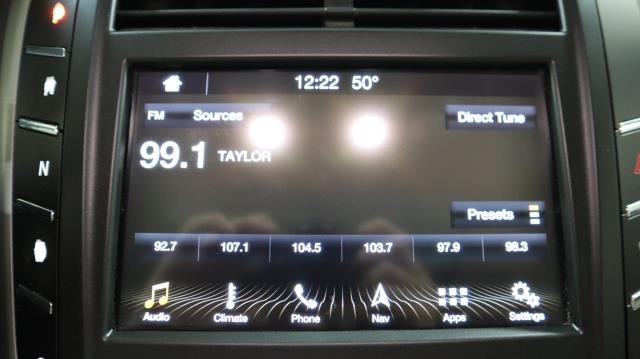 12:22 50°
FM Sources Direct Tune
99.1 TAYLOR
N
Presets
92.7 107.1 104.5 103.7 97.9 98.3
Audio Climate Phone Nav Apps Settings